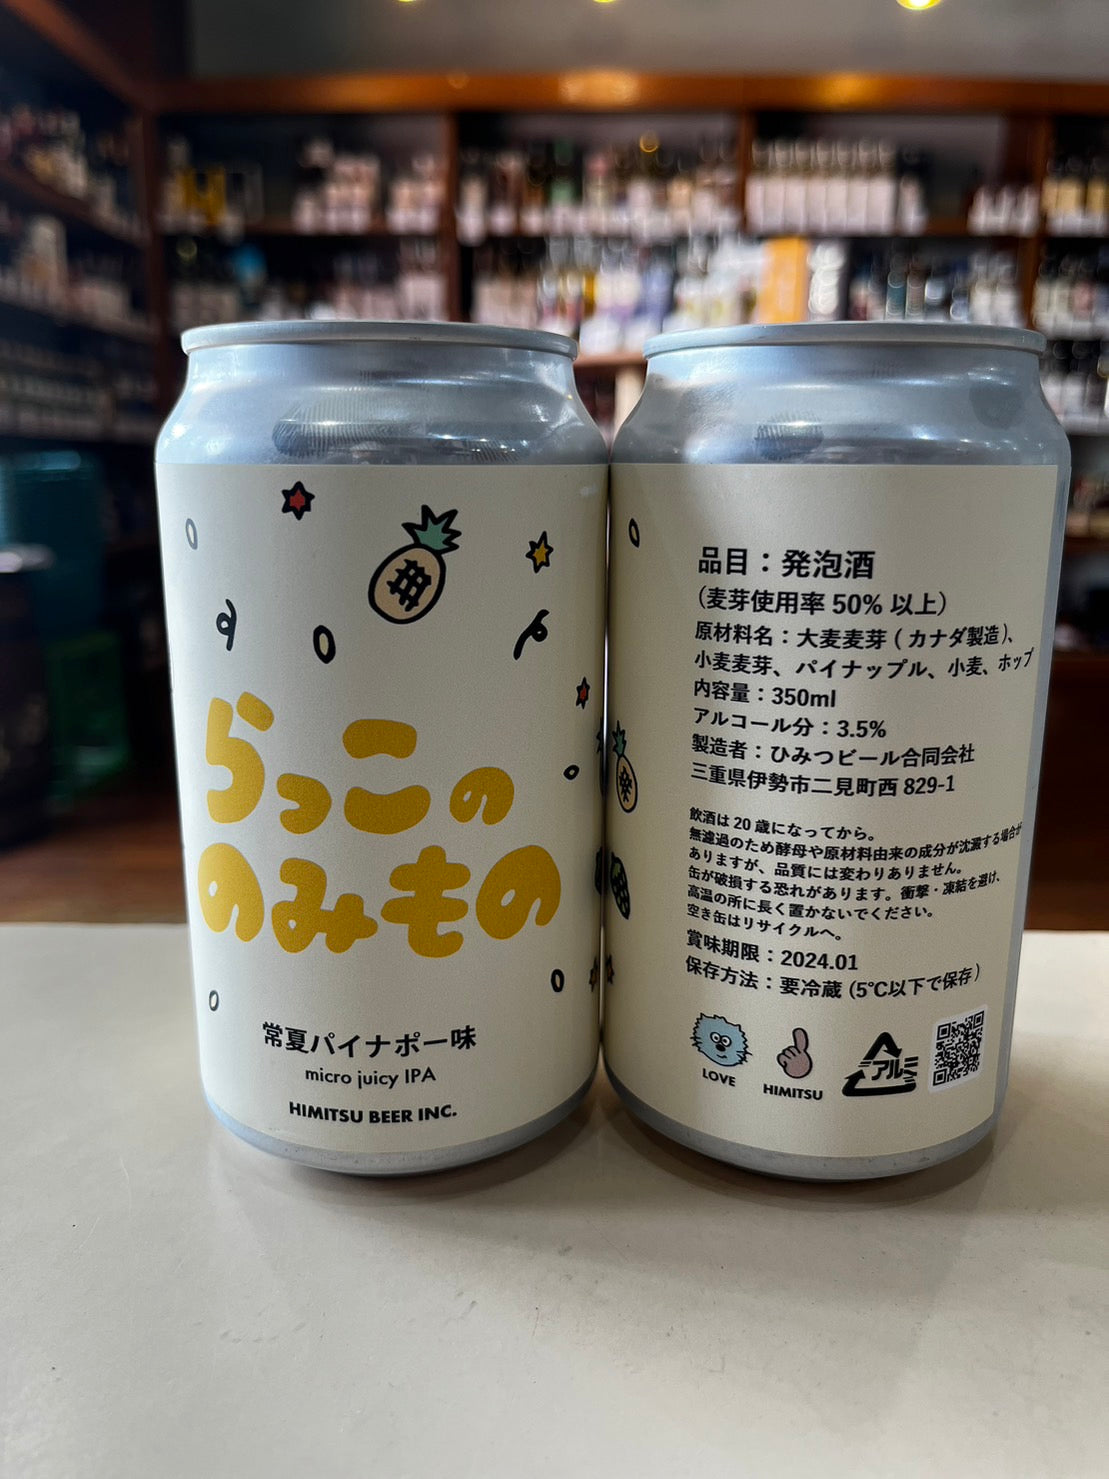 らっこの
のみもの
常夏パイナポー味
micro juicy IPA
HIMITSU BEER INC.
品目：発泡酒
(麦芽使用率 50% 以上)
原材料名：大麦麦芽 ( カナダ製造 )、
小麦麦芽、パイナップル、小麦、ホップ
内容量：350ml
アルコール分：3.5%
製造者：ひみつビール合同会社
三重県伊勢市二見町西 829-1
飲酒は 20 歳になってから。
無濾過のため酵母や原材料由来の成分が沈澱する場合が
ありますが、品質には変わりありません。
缶が破損する恐れがあります。衝撃・凍結を避け、
高温の所に長く置かないでください。
空き缶はリサイクルへ。
賞味期限：2024.01
保存方法：要冷蔵 (5℃以下で保存)
LOVE
HIMITSU
アルミ